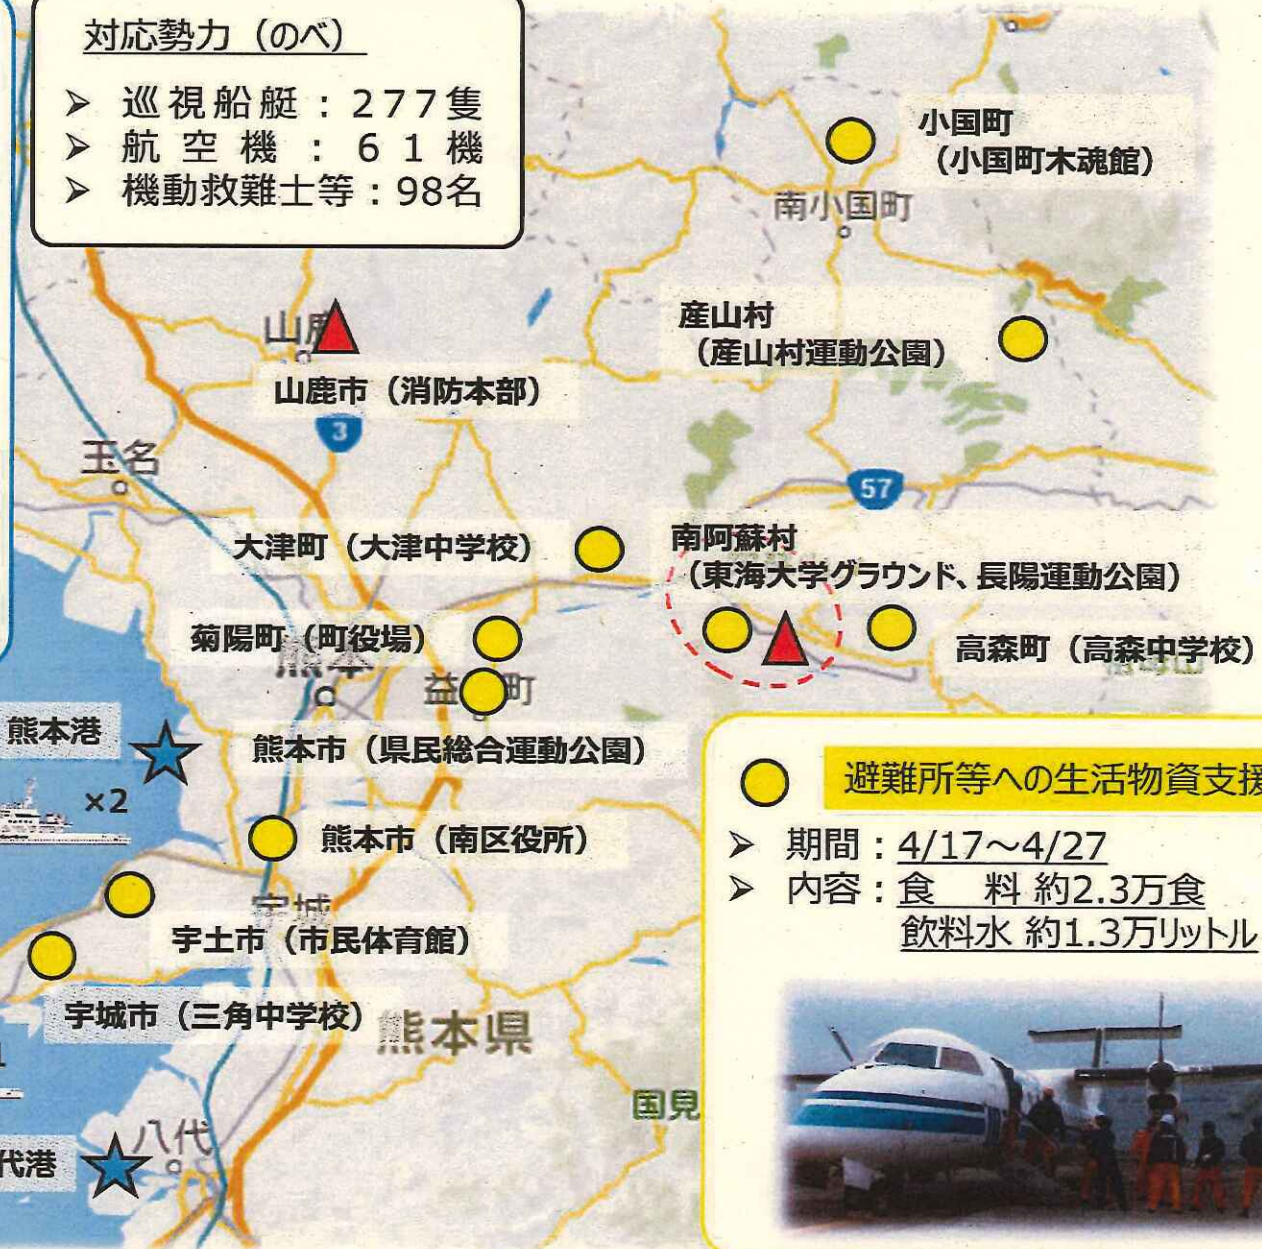 対応勢力（のべ）
➢ 巡視船艇：277隻
➢ 航空機：61機
➢ 機動救難士等：98名
小国町
（小国町木魂館）
南小国町
産山村
（産山村運動公園）
山鹿
山鹿市（消防本部）
3
玉名
57
大津町（大津中学校）
南阿蘇村
（東海大学グラウンド、長陽運動公園）
菊陽町（町役場）
高森町（高森中学校）
熊本
益
町
熊本港
×2
熊本市（県民総合運動公園）
熊本市（南区役所）
避難所等への生活物資支援
➢ 期間：4/17～4/27
➢ 内容：食　料 約2.3万食
飲料水 約1.3万リットル
宇城
宇土市（市民体育館）
宇城市（三角中学校）
熊本県
国見
八代
代港